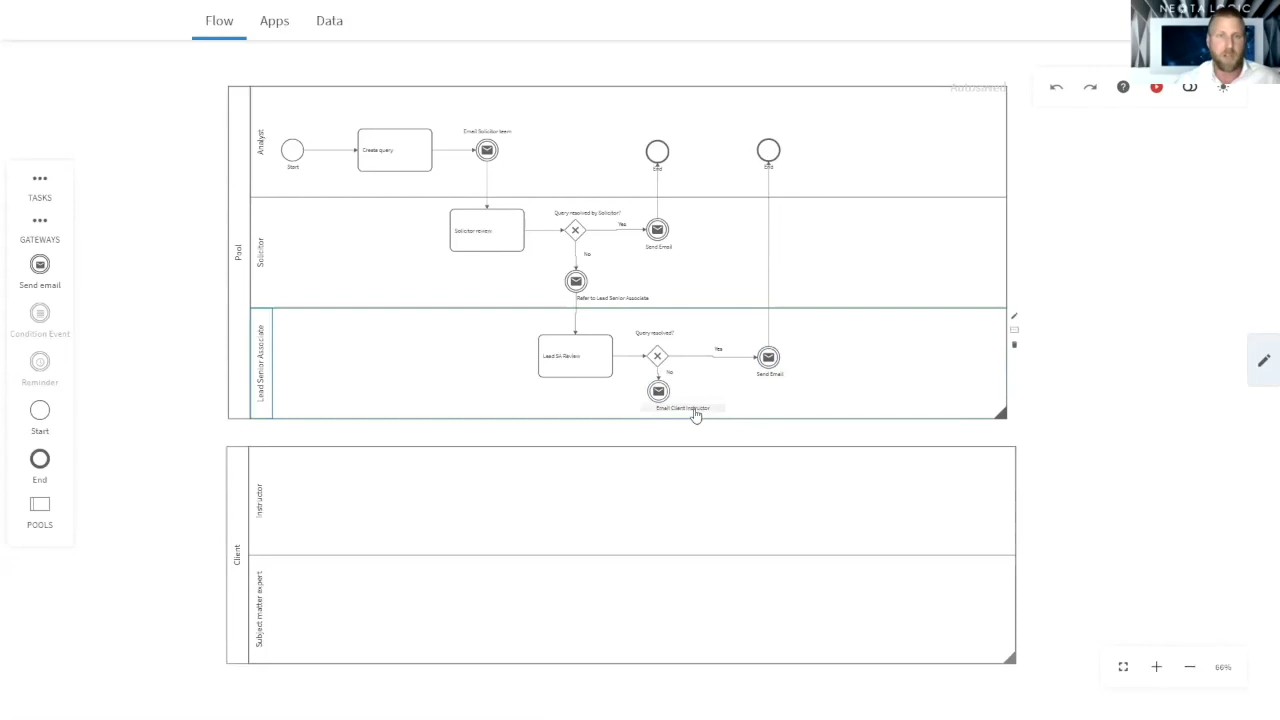 Flow Apps Data
NEOTA LOGIC
Autosaved
TASKS
GATEWAYS
Send email
Condition Event
Reminder
Start
End
POOLS
Pool
Analyst
Start
Create query
Email Solicitor team
End
End
Solicitor
Solicitor review
Query resolved by Solicitor?
Yes
Send Email
No
Refer to Lead Senior Associate
Lead Senior Associate
Lead SA Review
Query resolved?
Yes
Send Email
No
Email Client Instructor
Client
Instructor
Subject matter expert
66%